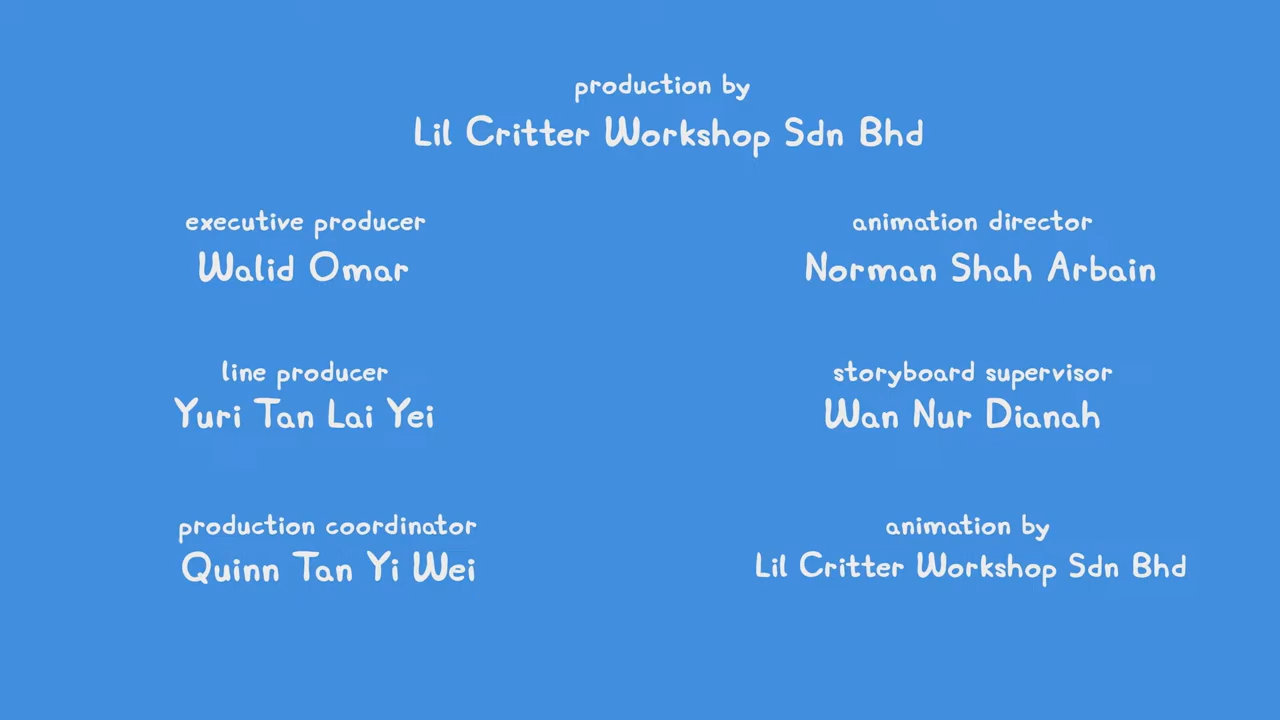 production by
Lil Critter Workshop Sdn Bhd
executive producer
Walid Omar
animation director
Norman Shah Arbain
line producer
Yuri Tan Lai Yei
storyboard supervisor
Wan Nur Dianah
production coordinator
Quinn Tan Yi Wei
animation by
Lil Critter Workshop Sdn Bhd